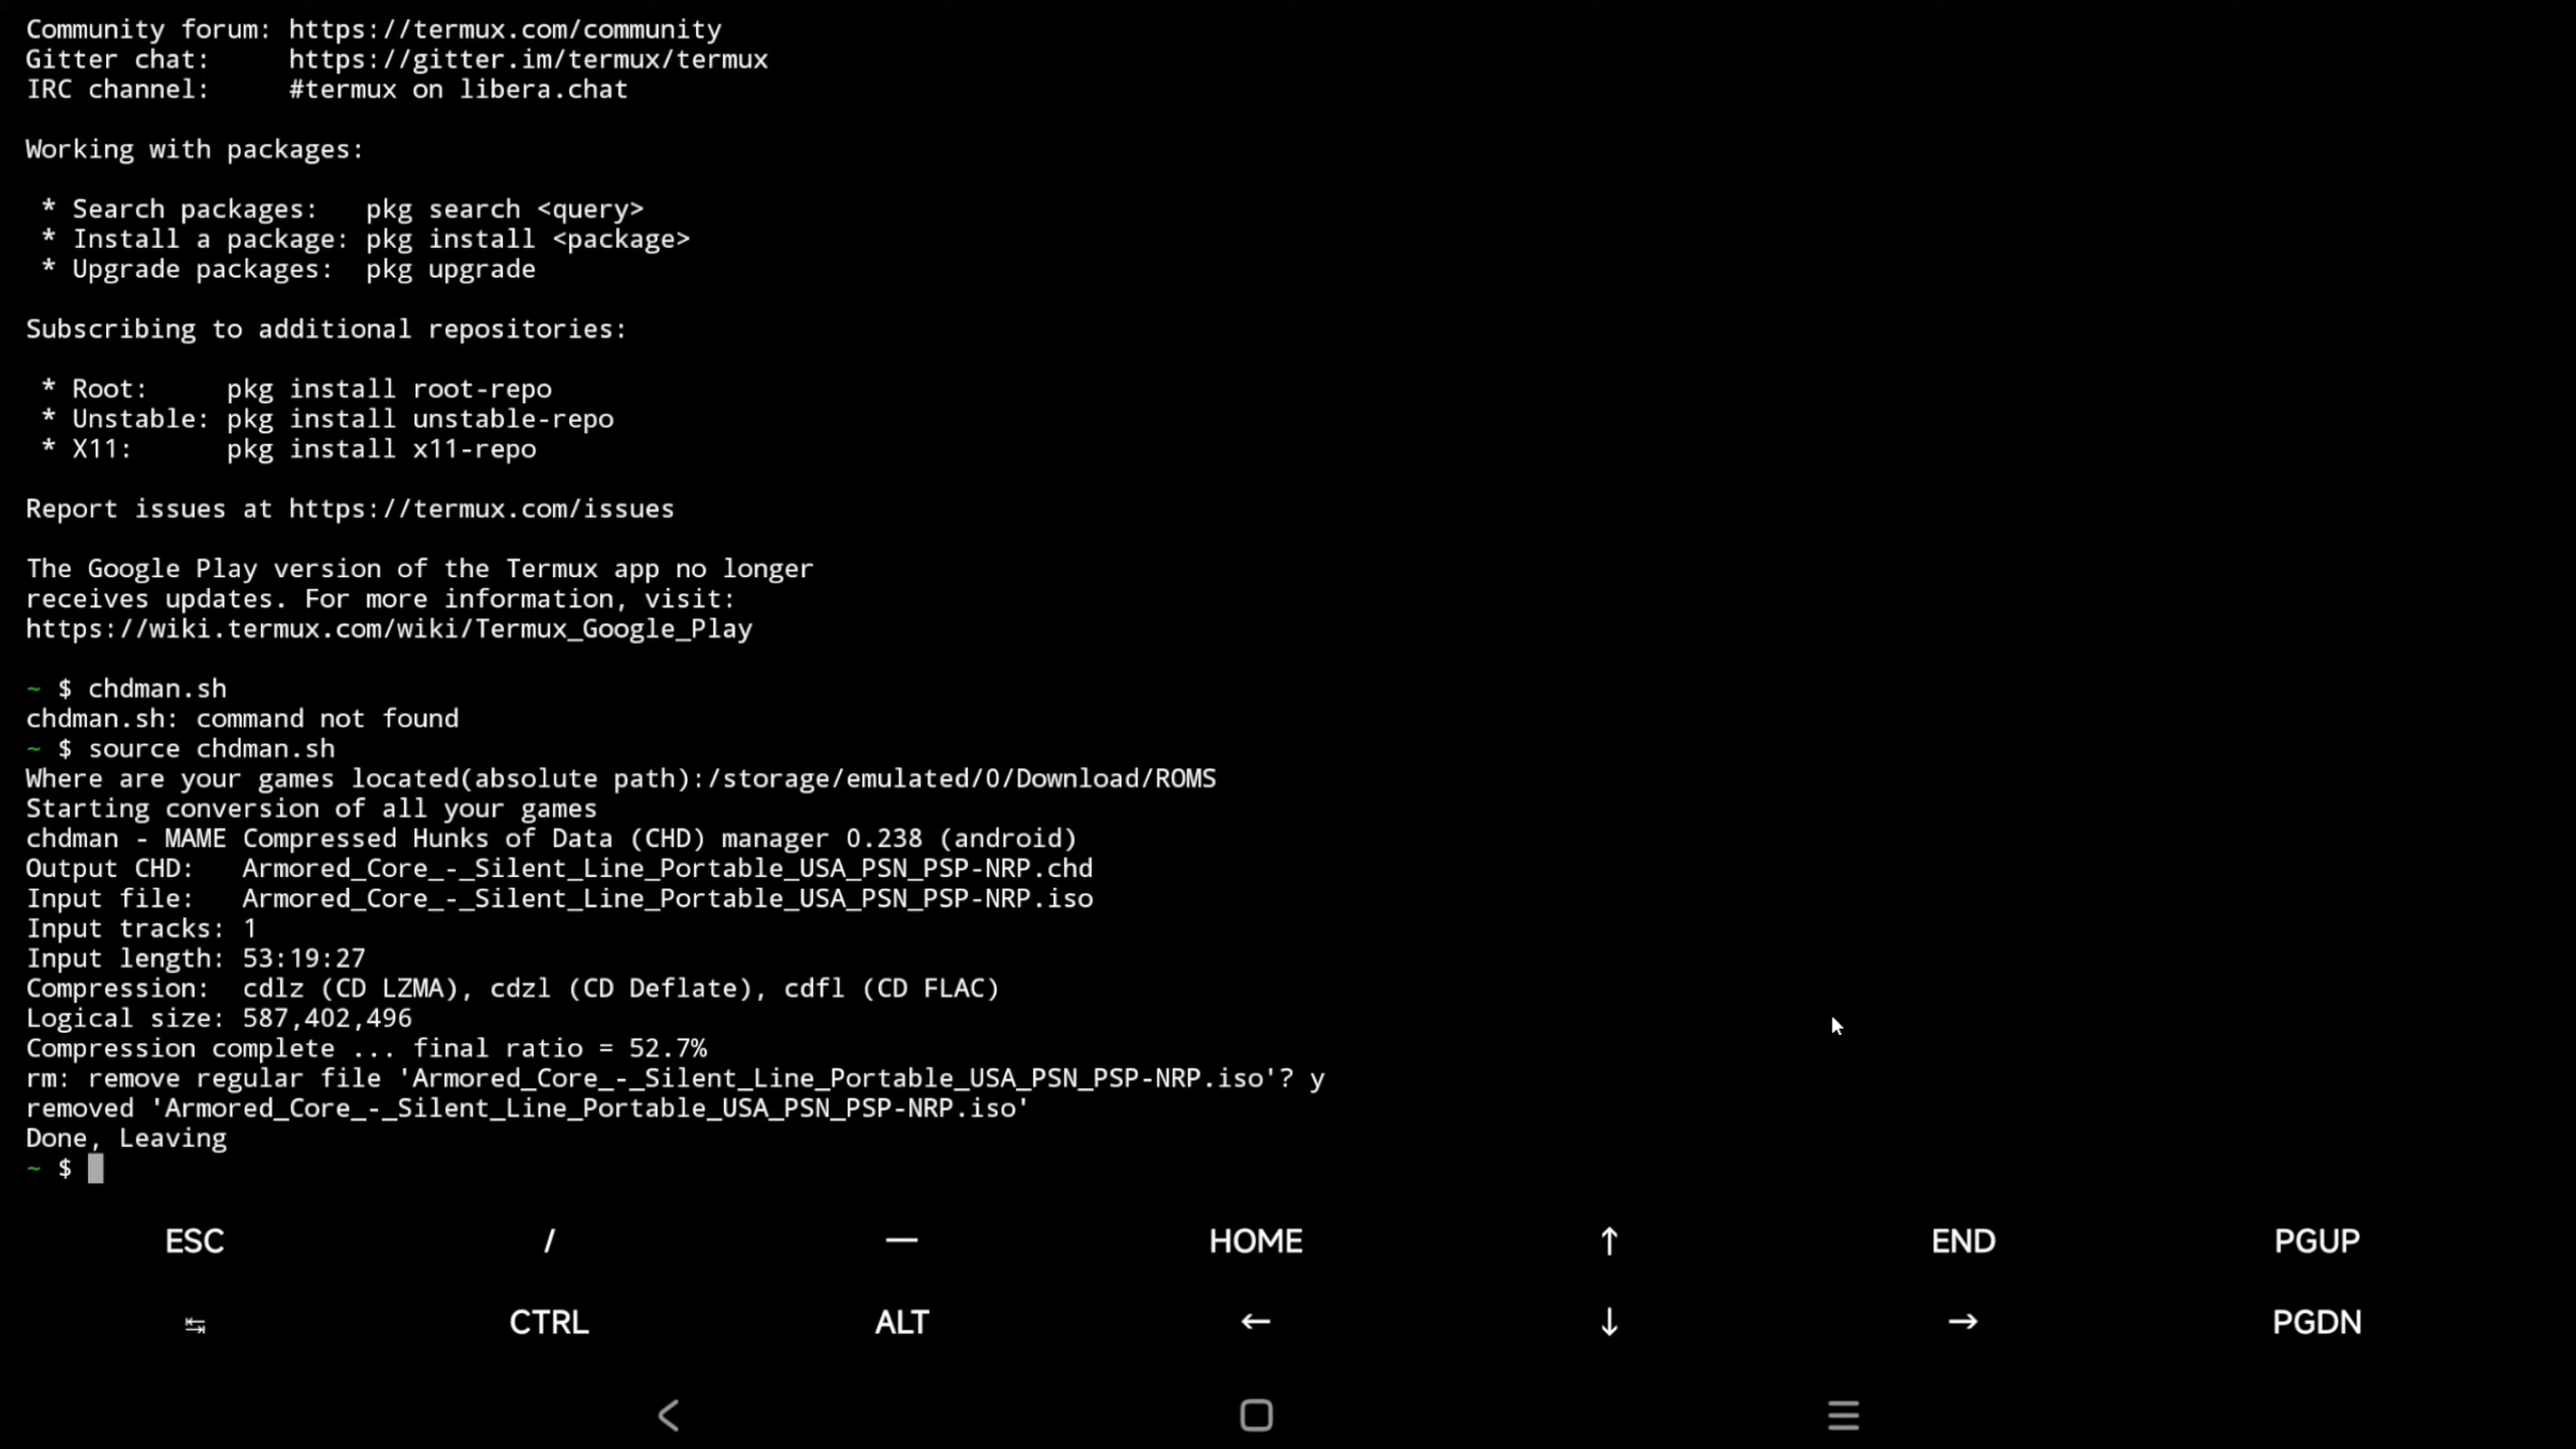 Community forum: https://termux.com/community
Gitter chat:     https://gitter.im/termux/termux
IRC channel:     #termux on libera.chat
Working with packages:
 * Search packages:   pkg search <query>
 * Install a package: pkg install <package>
 * Upgrade packages:  pkg upgrade
Subscribing to additional repositories:
 * Root:     pkg install root-repo
 * Unstable: pkg install unstable-repo
 * X11:      pkg install x11-repo
Report issues at https://termux.com/issues
The Google Play version of the Termux app no longer
receives updates. For more information, visit:
https://wiki.termux.com/wiki/Termux_Google_Play
~ $ chdman.sh
chdman.sh: command not found
~ $ source chdman.sh
Where are your games located(absolute path):/storage/emulated/0/Download/ROMS
Starting conversion of all your games
chdman - MAME Compressed Hunks of Data (CHD) manager 0.238 (android)
Output CHD:   Armored_Core_-_Silent_Line_Portable_USA_PSN_PSP-NRP.chd
Input file:   Armored_Core_-_Silent_Line_Portable_USA_PSN_PSP-NRP.iso
Input tracks: 1
Input length: 53:19:27
Compression:  cdlz (CD LZMA), cdzl (CD Deflate), cdfl (CD FLAC)
Logical size: 587,402,496
Compression complete ... final ratio = 52.7%
rm: remove regular file 'Armored_Core_-_Silent_Line_Portable_USA_PSN_PSP-NRP.iso'? y
removed 'Armored_Core_-_Silent_Line_Portable_USA_PSN_PSP-NRP.iso'
Done, Leaving
~ $
ESC / — HOME ↑ END PGUP
↹ CTRL ALT ← ↓ → PGDN